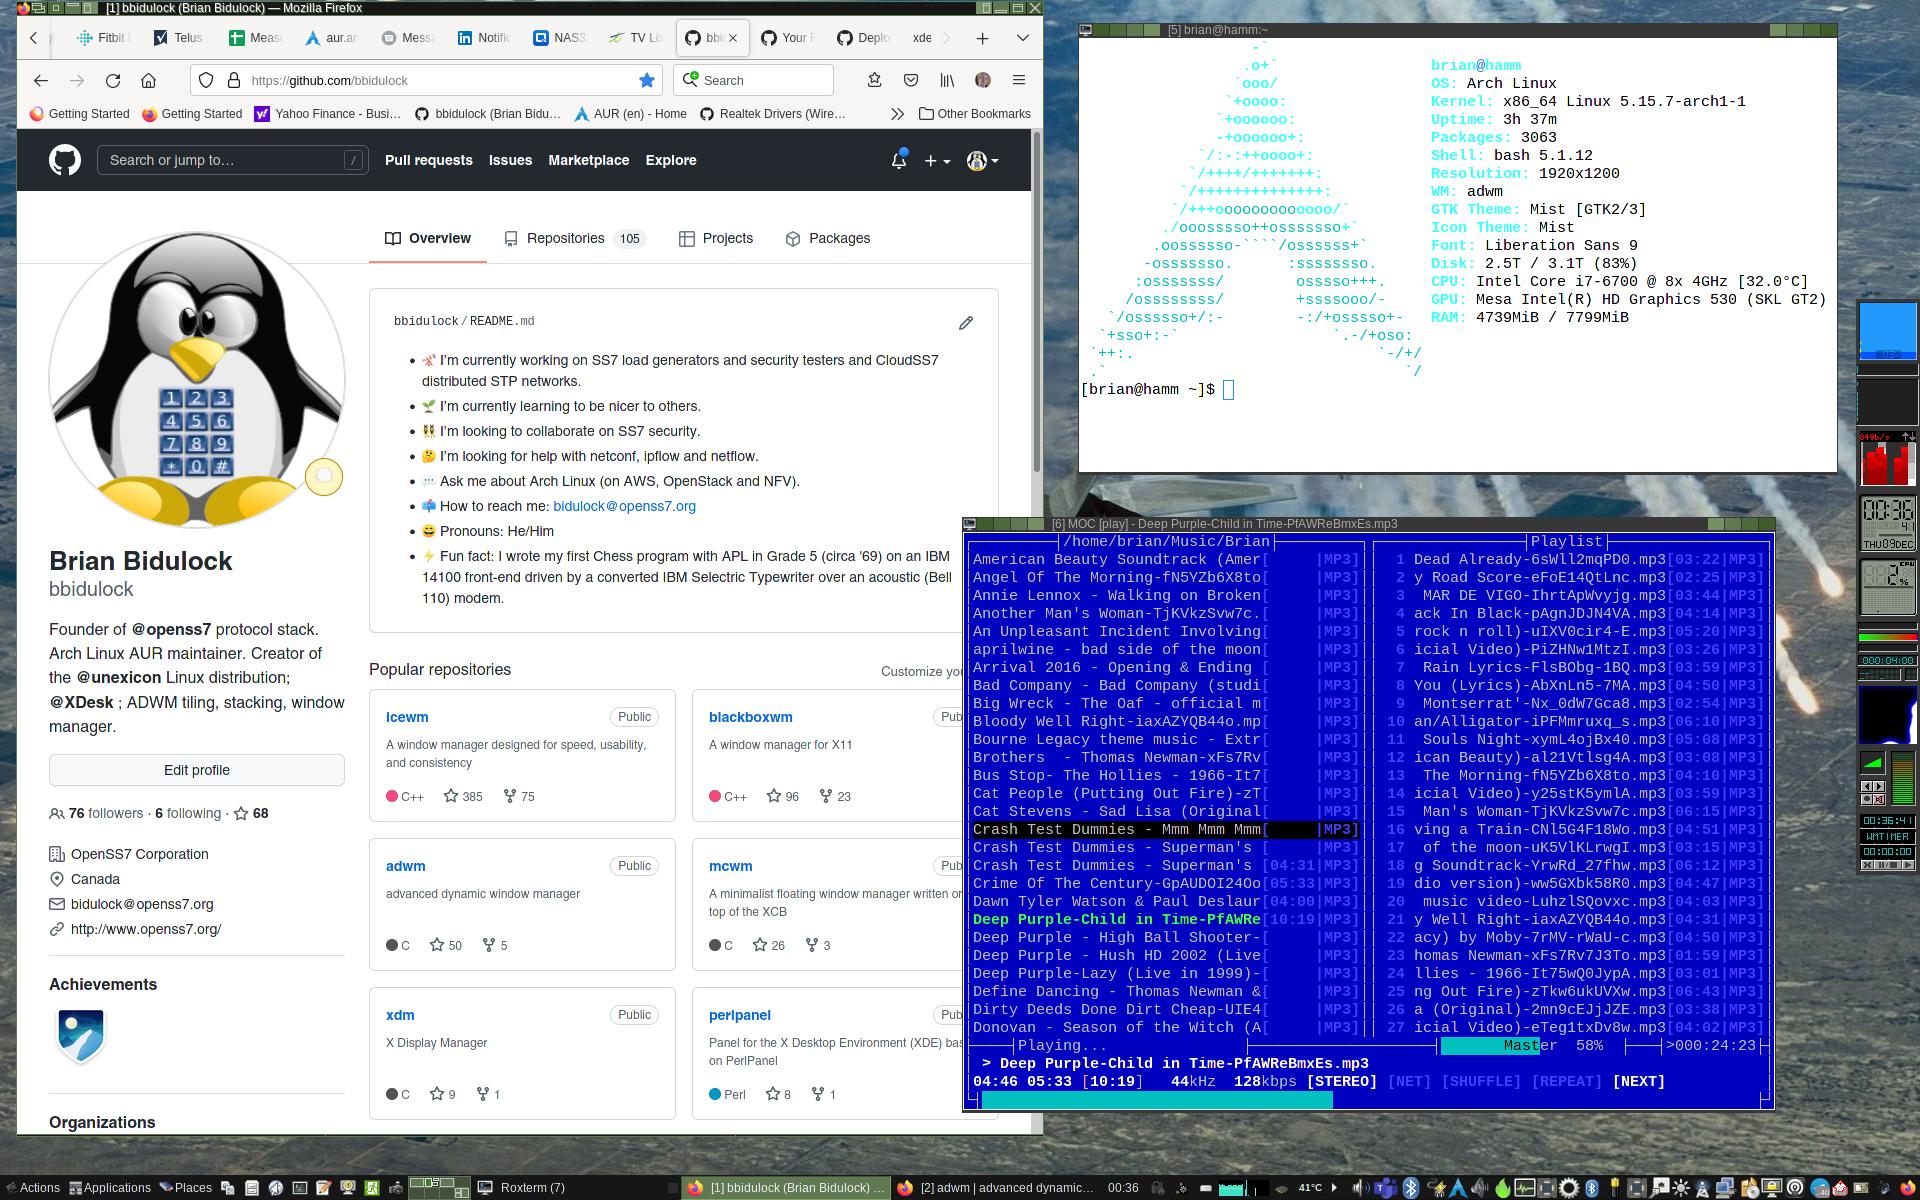 [1] bbidulock (Brian Bidulock) — Mozilla Firefox
Fitbit
Telus
Meas
aur.ar
Messa
Notific
NAS3
TV Lis
bbid
Your R
Deplo
xde
https://github.com/bbidulock
Search
Getting Started
Getting Started
Yahoo Finance - Busi…
bbidulock (Brian Bidu…
AUR (en) - Home
Realtek Drivers (Wire…
Other Bookmarks
Search or jump to…
/
Pull requests
Issues
Marketplace
Explore
Overview
Repositories 105
Projects
Packages
1 2 3
4 5 6
7 8 9
* 0 #
Brian Bidulock
bbidulock
Founder of @openss7 protocol stack.
Arch Linux AUR maintainer. Creator of
the @unexicon Linux distribution;
@XDesk ; ADWM tiling, stacking, window
manager.
Edit profile
76 followers · 6 following · 68
OpenSS7 Corporation
Canada
bidulock@openss7.org
http://www.openss7.org/
Achievements
Organizations
bbidulock / README.md
I'm currently working on SS7 load generators and security testers and CloudSS7
distributed STP networks.
I'm currently learning to be nicer to others.
I'm looking to collaborate on SS7 security.
I'm looking for help with netconf, ipflow and netflow.
Ask me about Arch Linux (on AWS, OpenStack and NFV).
How to reach me: bidulock@openss7.org
Pronouns: He/Him
Fun fact: I wrote my first Chess program with APL in Grade 5 (circa '69) on an IBM
14100 front-end driven by a converted IBM Selectric Typewriter over an acoustic (Bell
110) modem.
Popular repositories
Customize you
icewm
Public
A window manager designed for speed, usability,
and consistency
C++ 385 75
blackboxwm
Pub
A window manager for X11
C++ 96 23
adwm
Public
advanced dynamic window manager
C 50 5
mcwm
Pub
A minimalist floating window manager written on
top of the XCB
C 26 3
xdm
Public
X Display Manager
C 9 1
perlpanel
Pub
Panel for the X Desktop Environment (XDE) bas
on PerlPanel
Perl 8 1
[5] brian@hamm:~
brian@hamm
OS: Arch Linux
Kernel: x86_64 Linux 5.15.7-arch1-1
Uptime: 3h 37m
Packages: 3063
Shell: bash 5.1.12
Resolution: 1920x1200
WM: adwm
GTK Theme: Mist [GTK2/3]
Icon Theme: Mist
Font: Liberation Sans 9
Disk: 2.5T / 3.1T (83%)
CPU: Intel Core i7-6700 @ 8x 4GHz [32.0°C]
GPU: Mesa Intel(R) HD Graphics 530 (SKL GT2)
RAM: 4739MiB / 7799MiB
[brian@hamm ~]$
[6] MOC [play] - Deep Purple-Child in Time-PfAWReBmxEs.mp3
/home/brian/Music/Brian
American Beauty Soundtrack (Amer[ |MP3]
Angel Of The Morning-fN5YZb6X8to[ |MP3]
Annie Lennox - Walking on Broken[ |MP3]
Another Man's Woman-TjKVkzSvw7c.[ |MP3]
An Unpleasant Incident Involving[ |MP3]
aprilwine - bad side of the moon[ |MP3]
Arrival 2016 - Opening & Ending [ |MP3]
Bad Company - Bad Company (studi[ |MP3]
Big Wreck - The Oaf - official m[ |MP3]
Bloody Well Right-iaxAZYQB44o.mp[ |MP3]
Bourne Legacy theme music - Extr[ |MP3]
Brothers - Thomas Newman-xFs7Rv[ |MP3]
Bus Stop- The Hollies - 1966-It7[ |MP3]
Cat People (Putting Out Fire)-zT[ |MP3]
Cat Stevens - Sad Lisa (Original[ |MP3]
Crash Test Dummies - Mmm Mmm Mmm[ |MP3]
Crash Test Dummies - Superman's [ |MP3]
Crash Test Dummies - Superman's [04:31|MP3]
Crime Of The Century-GpAUDOI24Oo[05:33|MP3]
Dawn Tyler Watson & Paul Deslaur[04:00|MP3]
Deep Purple-Child in Time-PfAWRe[10:19|MP3]
Deep Purple - High Ball Shooter-[ |MP3]
Deep Purple - Hush HD 2002 (Live[ |MP3]
Deep Purple-Lazy (Live in 1999)-[ |MP3]
Define Dancing - Thomas Newman &[ |MP3]
Dirty Deeds Done Dirt Cheap-UIE4[ |MP3]
Donovan - Season of the Witch (A[ |MP3]
Playlist
1 Dead Already-6sWll2mqPD0.mp3[03:22|MP3]
2 y Road Score-eFoE14QtLnc.mp3[02:25|MP3]
3 MAR DE VIGO-IhrtApWvyjg.mp3[03:44|MP3]
4 ack In Black-pAgnJDJN4VA.mp3[04:14|MP3]
5 rock n roll)-uIXV0cir4-E.mp3[05:20|MP3]
6 icial Video)-PiZHNw1MtzI.mp3[03:26|MP3]
7 Rain Lyrics-FlsBObg-1BQ.mp3[03:59|MP3]
8 You (Lyrics)-AbXnLn5-7MA.mp3[04:50|MP3]
9 Montserrat'-Nx_0dW7Gca8.mp3[02:54|MP3]
10 an/Alligator-iPFMmruxq_s.mp3[06:10|MP3]
11 Souls Night-xymL4ojBx40.mp3[05:08|MP3]
12 ican Beauty)-al21Vtlsg4A.mp3[03:08|MP3]
13 The Morning-fN5YZb6X8to.mp3[04:10|MP3]
14 icial Video)-y25stK5ymlA.mp3[03:59|MP3]
15 Man's Woman-TjKVkzSvw7c.mp3[06:15|MP3]
16 ving a Train-CNl5G4F18Wo.mp3[04:51|MP3]
17 of the moon-uK5VlKLrwgI.mp3[03:15|MP3]
18 g Soundtrack-YrwRd_27fhw.mp3[06:12|MP3]
19 dio version)-ww5GXbk58R0.mp3[04:47|MP3]
20 music video-LuhzlSQovxc.mp3[04:03|MP3]
21 y Well Right-iaxAZYQB44o.mp3[04:31|MP3]
22 acy) by Moby-7rMV-rWaU-c.mp3[04:50|MP3]
23 homas Newman-xFs7Rv7J3To.mp3[01:59|MP3]
24 llies - 1966-It75wQ0JypA.mp3[03:01|MP3]
25 ng Out Fire)-zTkw6ukUVXw.mp3[06:43|MP3]
26 a (Original)-2mn9cEJjJZE.mp3[03:38|MP3]
27 icial Video)-eTeg1txDv8w.mp3[04:02|MP3]
Playing...
Master 58%
>000:24:23
> Deep Purple-Child in Time-PfAWReBmxEs.mp3
04:46 05:33 [10:19] 44kHz 128kbps [STEREO] [NET] [SHUFFLE] [REPEAT] [NEXT]
00:36
THU09DEC
CPU
2%
000:04:00
00:36:41
WMTIMER
00:00:00
Actions
Applications
Places
Roxterm (7)
[1] bbidulock (Brian Bidulock) ...
[2] adwm | advanced dynamic...
00:36
41°C